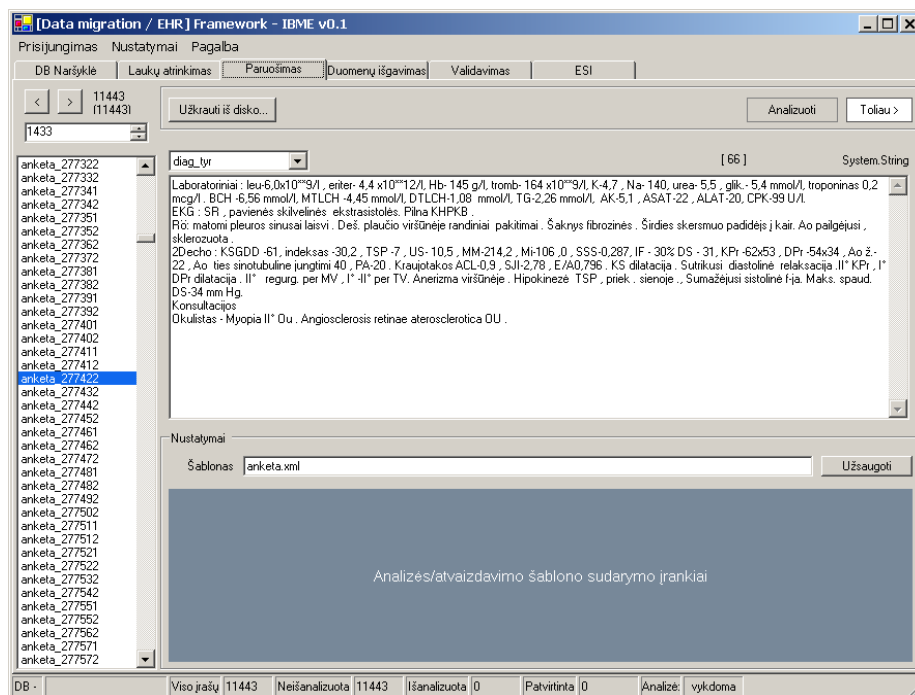 [Data migration / EHR] Framework - IBME v0.1
Prisijungimas Nustatymai Pagalba
DB Naršyklė Laukų atrinkimas Paruošimas Duomenų išgavimas Validavimas ESI
< > 11443
(11443)
Užkrauti iš disko... Analizuoti Toliau >
1433
diag_tyr [ 66 ] System.String
anketa_277322
anketa_277332
anketa_277341
anketa_277342
anketa_277351
anketa_277352
anketa_277362
anketa_277372
anketa_277381
anketa_277382
anketa_277391
anketa_277392
anketa_277401
anketa_277402
anketa_277411
anketa_277412
anketa_277422
anketa_277432
anketa_277442
anketa_277452
anketa_277461
anketa_277462
anketa_277472
anketa_277481
anketa_277482
anketa_277492
anketa_277502
anketa_277511
anketa_277512
anketa_277521
anketa_277522
anketa_277532
anketa_277542
anketa_277551
anketa_277552
anketa_277562
anketa_277571
anketa_277572
Laboratoriniai : leu-6,0x10**9/l , eriter- 4,4 x10**12/l, Hb- 145 g/l, tromb- 164 x10**9/l, K-4,7 , Na- 140, urea- 5,5 , glik.- 5,4 mmol/l, troponinas 0,2
mcg/l . BCH -6,56 mmol/l, MTLCH -4,45 mmol/l, DTLCH-1,08 mmol/l, TG-2,26 mmol/l, AK-5,1 , ASAT-22 , ALAT-20, CPK-99 U/l.
EKG : SR , pavienės skilvelinės ekstrasistolės. Pilna KHPKB .
Rö: matomi pleuros sinusai laisvi . Deš. plaučio viršūnėje randiniai pakitimai . Šaknys fibrozinės . Širdies skersmuo padidėjs į kair. Ao pailgėjusi ,
sklerozuota .
2Decho : KSGDD -61, indeksas -30,2 , TSP -7 , US- 10,5 , MM-214,2 , Mi-106 ,0 , SSS-0,287, IF - 30% DS - 31, KPr -62x53 , DPr -54x34 , Ao ž.-
22 , Ao ties sinotubuline jungtimi 40 , PA-20 . Kraujotakos ACL-0,9 , SJI-2,78 , E/A0,796 . KS dilatacija . Sutrikusi diastolinė relaksacija .II° KPr , I°
DPr dilatacija . II° regurg. per MV , I° -II° per TV. Anerizma viršūnėje . Hipokinezė TSP , priek . sienoje ., Sumažėjusi sistolinė f-ja. Maks. spaud.
DS-34 mm Hg.
Konsultacijos
Okulistas - Myopia II° Ou . Angiosclerosis retinae aterosclerotica OU .
Nustatymai
Šablonas anketa.xml Užsaugoti
Analizės/atvaizdavimo šablono sudarymo įrankiai
DB - Viso įrašų 11443 Neišanalizuota 11443 Išanalizuota 0 Patvirtinta 0 Analizė: vykdoma